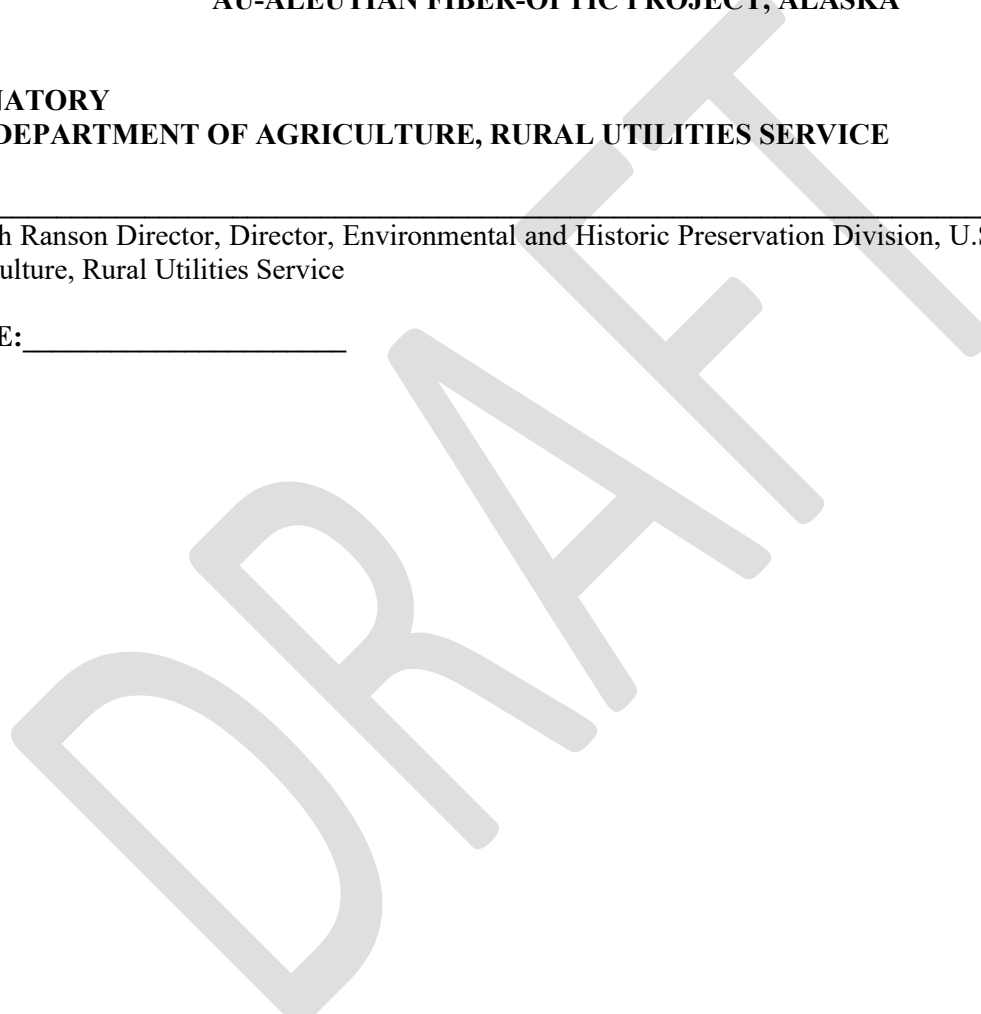 AU-ALEUTIAN FIBER-OPTIC PROJECT, ALASKA
NATORY
DEPARTMENT OF AGRICULTURE, RURAL UTILITIES SERVICE
h Ranson Director, Director, Environmental and Historic Preservation Division, U.S
ulture, Rural Utilities Service
E:______________________
DRAFT